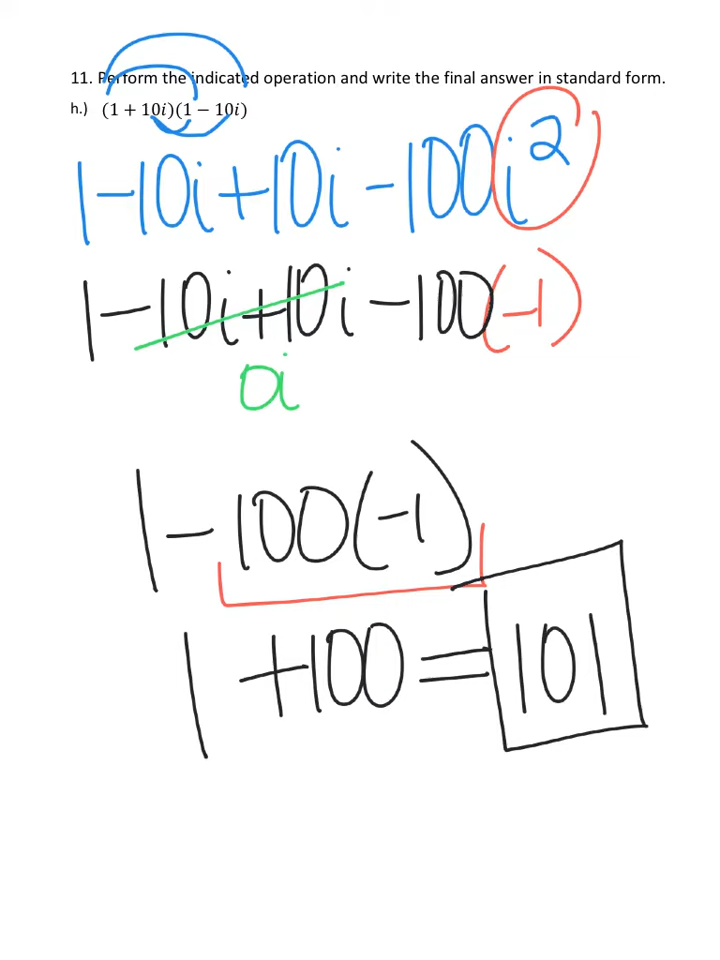 11. Perform the indicated operation and write the final answer in standard form.
h.) (1 + 10i)(1 − 10i)
1-10i+10i-100i²
1-10i+10i-100(-1)
0i
1-100(-1)
1 +100=101